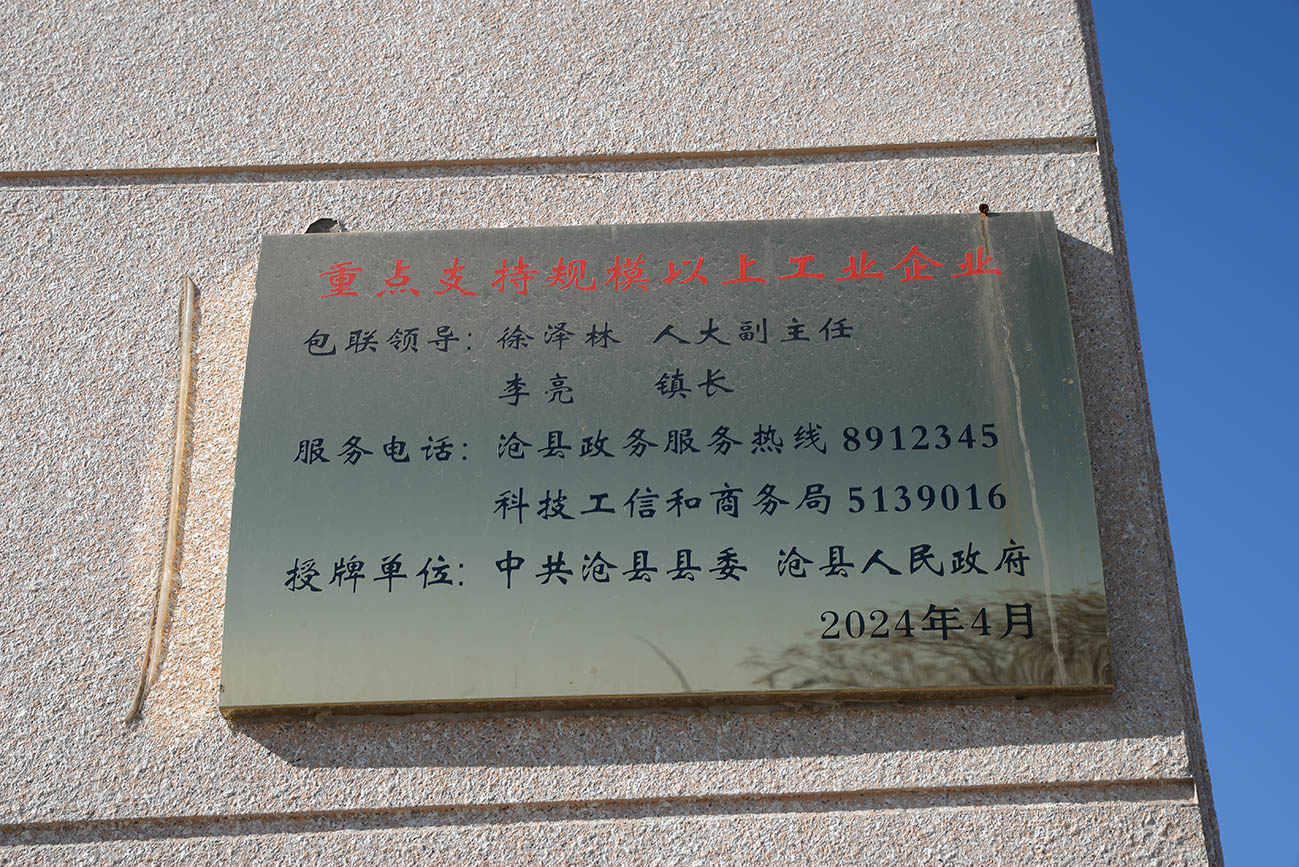 重点支持规模以上工业企业
包联领导：徐泽林 人大副主任
李亮 镇长
服务电话：沧县政务服务热线 8912345
科技工信和商务局 5139016
授牌单位：中共沧县县委 沧县人民政府
2024年4月